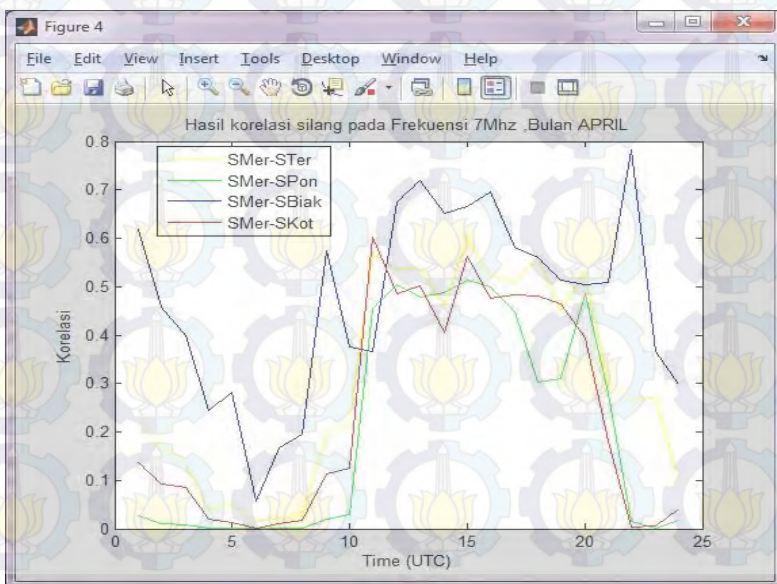 Figure 4
File Edit View Insert Tools Desktop Window Help
Hasil korelasi silang pada Frekuensi 7Mhz ,Bulan APRIL
SMer-STer
SMer-SPon
SMer-SBiak
SMer-SKot
0.8
0.7
0.6
0.5
0.4
0.3
0.2
0.1
0
Korelasi
0 5 10 15 20 25
Time (UTC)